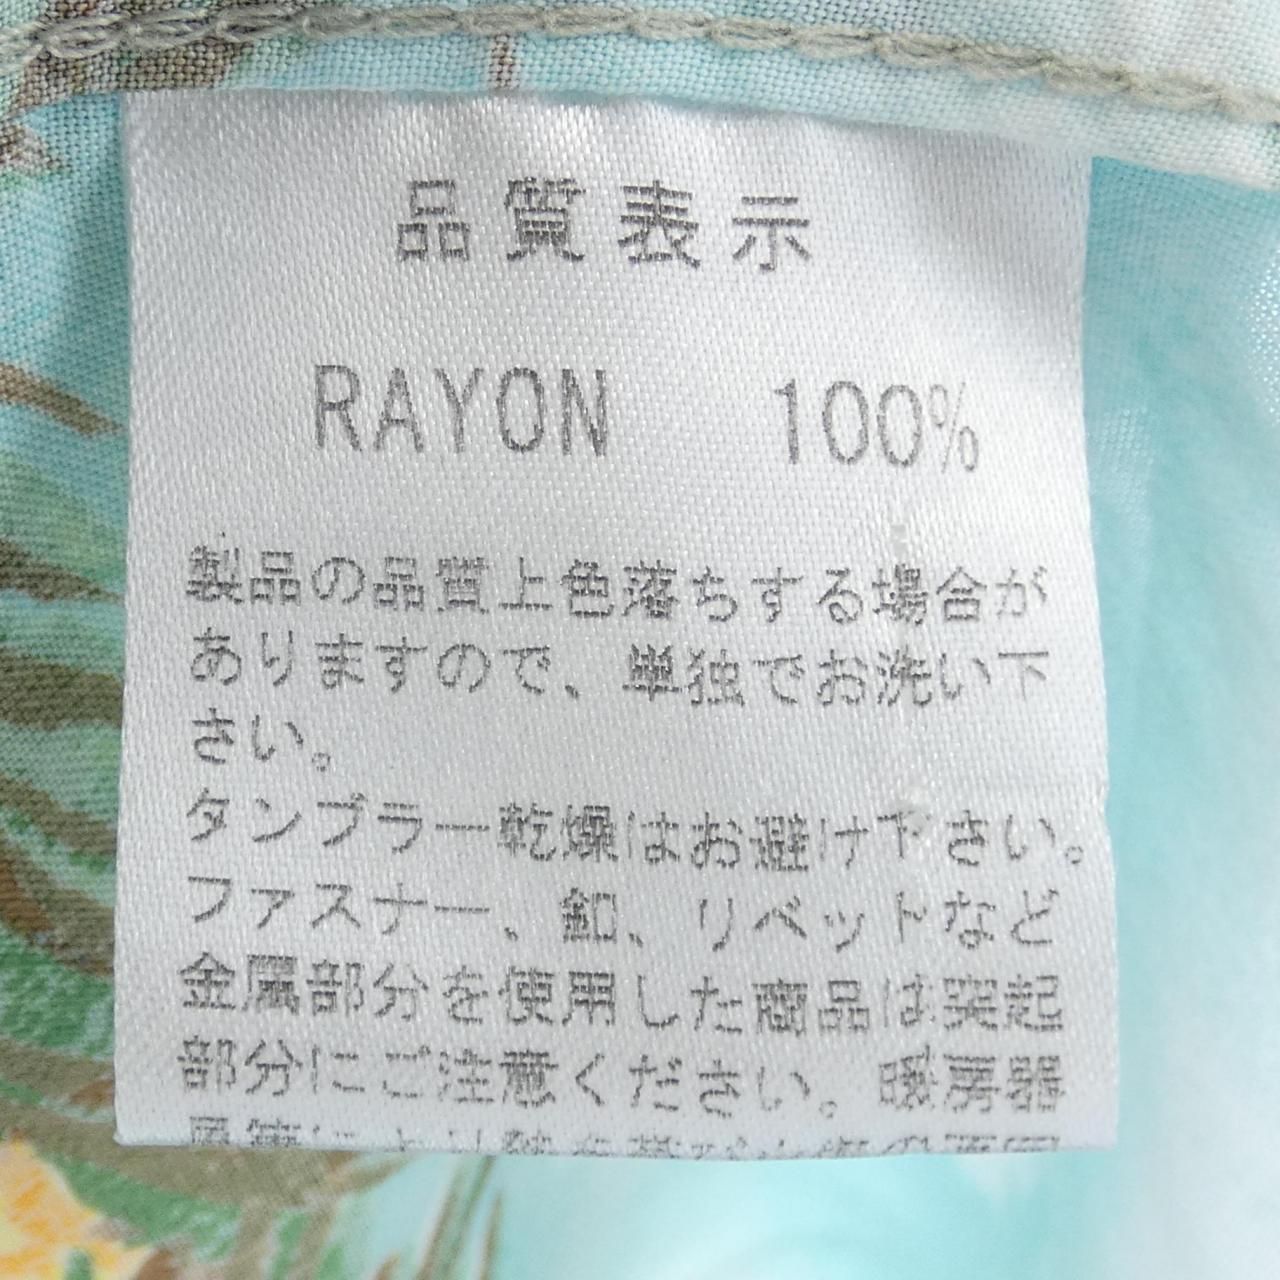 品質表示
RAYON 100%
製品の品質上色落ちする場合が
ありますので、単独でお洗い下
さい。
タンブラー乾燥はお避け下さい。
ファスナー、釦、リベットなど
金属部分を使用した商品は突起
部分にご注意ください。暖房器